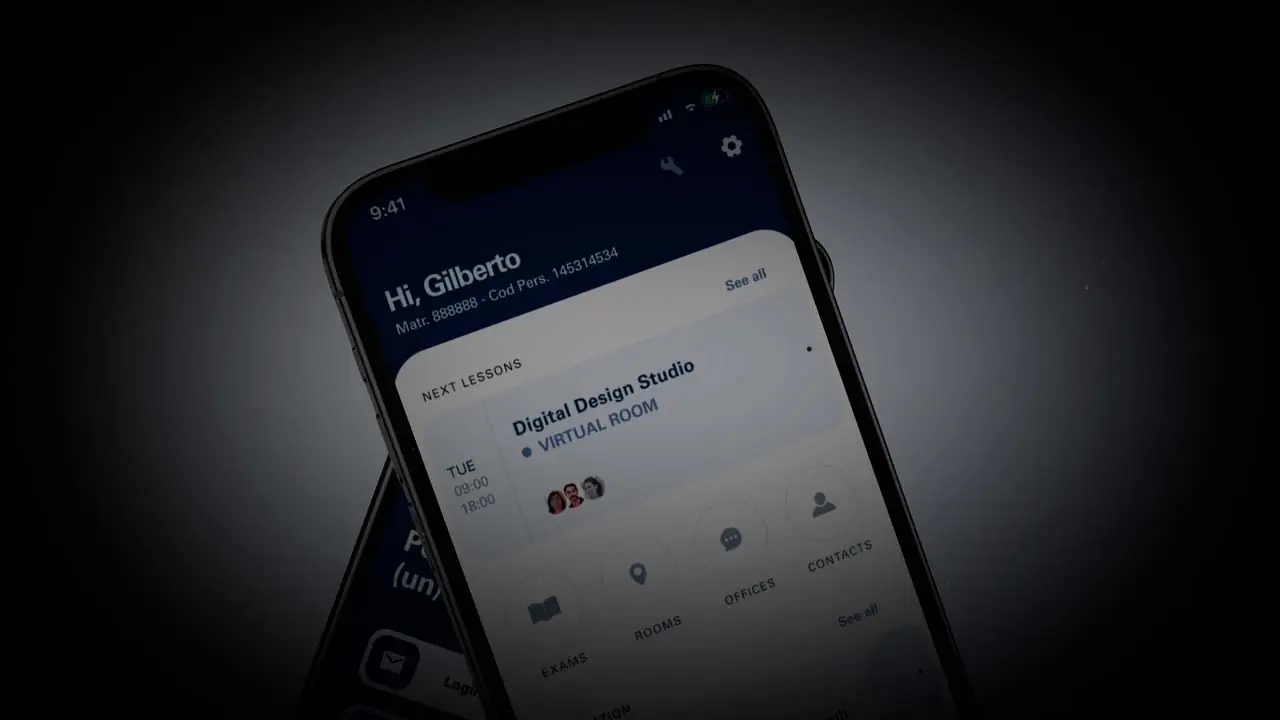 9:41
Hi, Gilberto
Matr. 888888 - Cod Pers. 145314534
NEXT LESSONS
See all
TUE
09:00
18:00
Digital Design Studio
VIRTUAL ROOM
EXAMS
ROOMS
OFFICES
CONTACTS
See all
(un)
Login